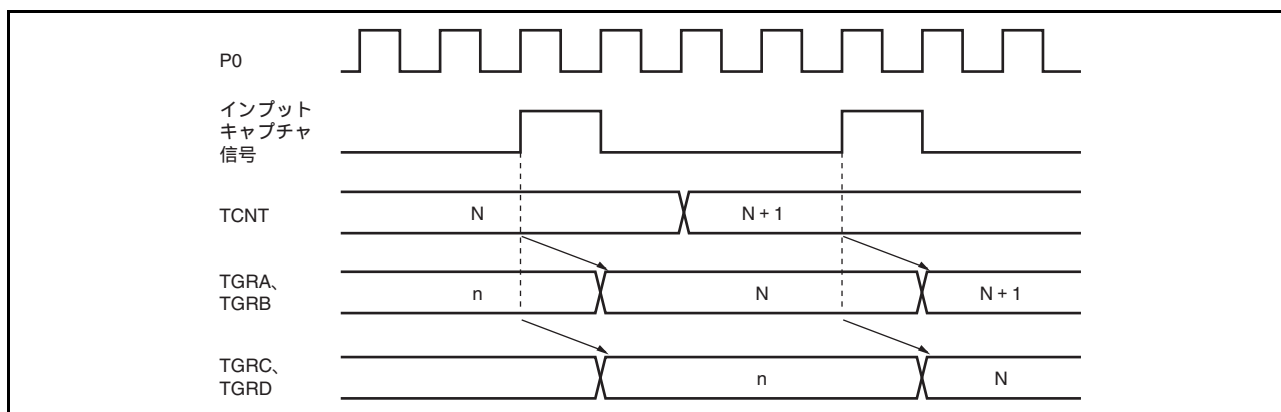 P0
インプット
キャプチャ
信号
TCNT
N
N + 1
TGRA、
TGRB
n
N
N + 1
TGRC、
TGRD
n
N